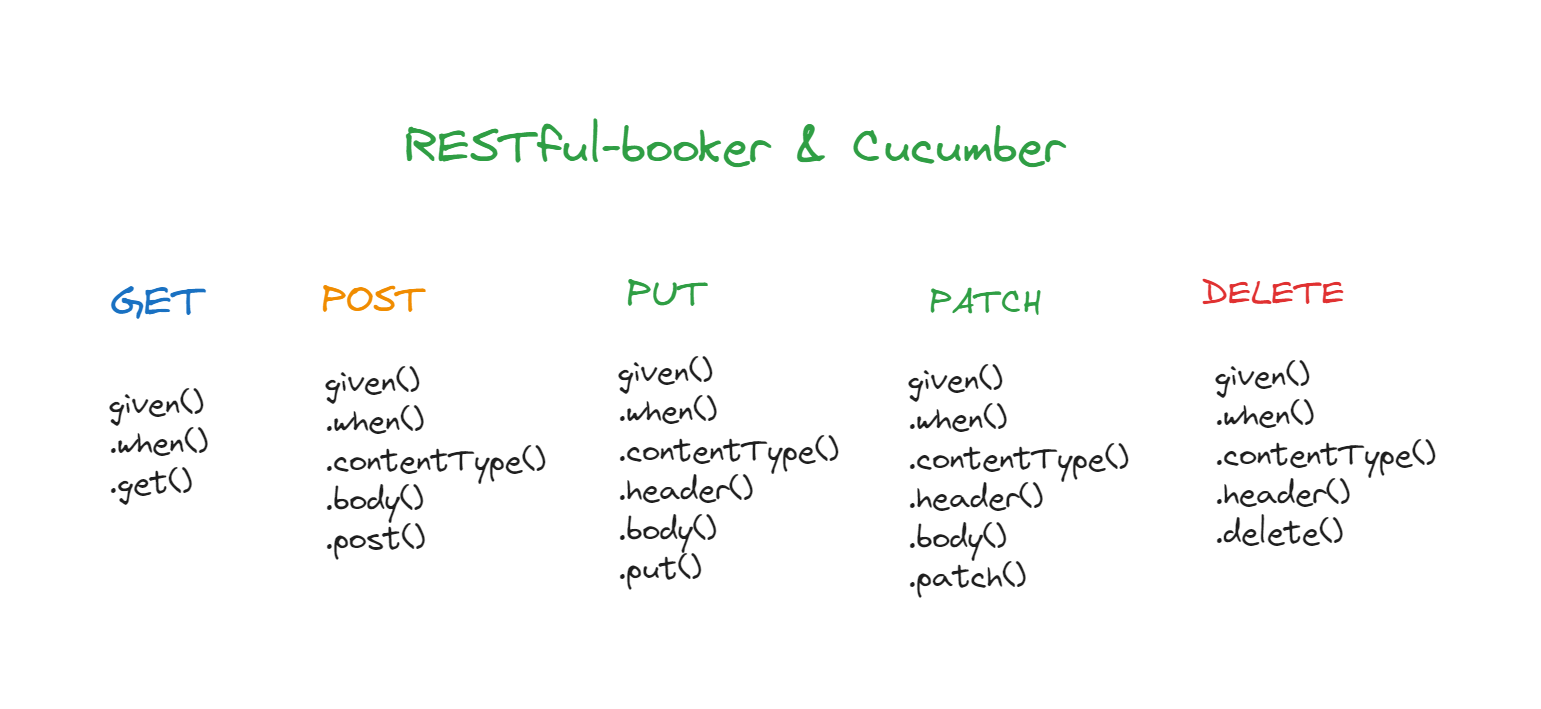 RESTful-booker & Cucumber
GET
given()
.when()
.get()
POST
given()
.when()
.contentType()
.body()
.post()
PUT
given()
.when()
.contentType()
.header()
.body()
.put()
PATCH
given()
.when()
.contentType()
.header()
.body()
.patch()
DELETE
given()
.when()
.contentType()
.header()
.delete()